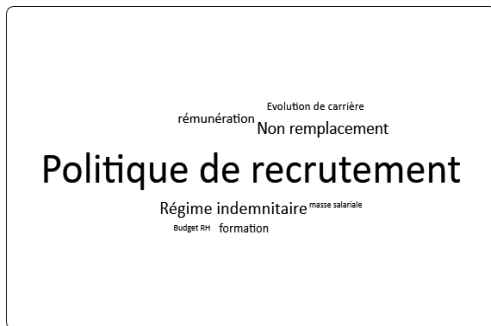 Evolution de carrière
rémunération
Non remplacement
Politique de recrutement
Régime indemnitaire
masse salariale
Budget RH
formation